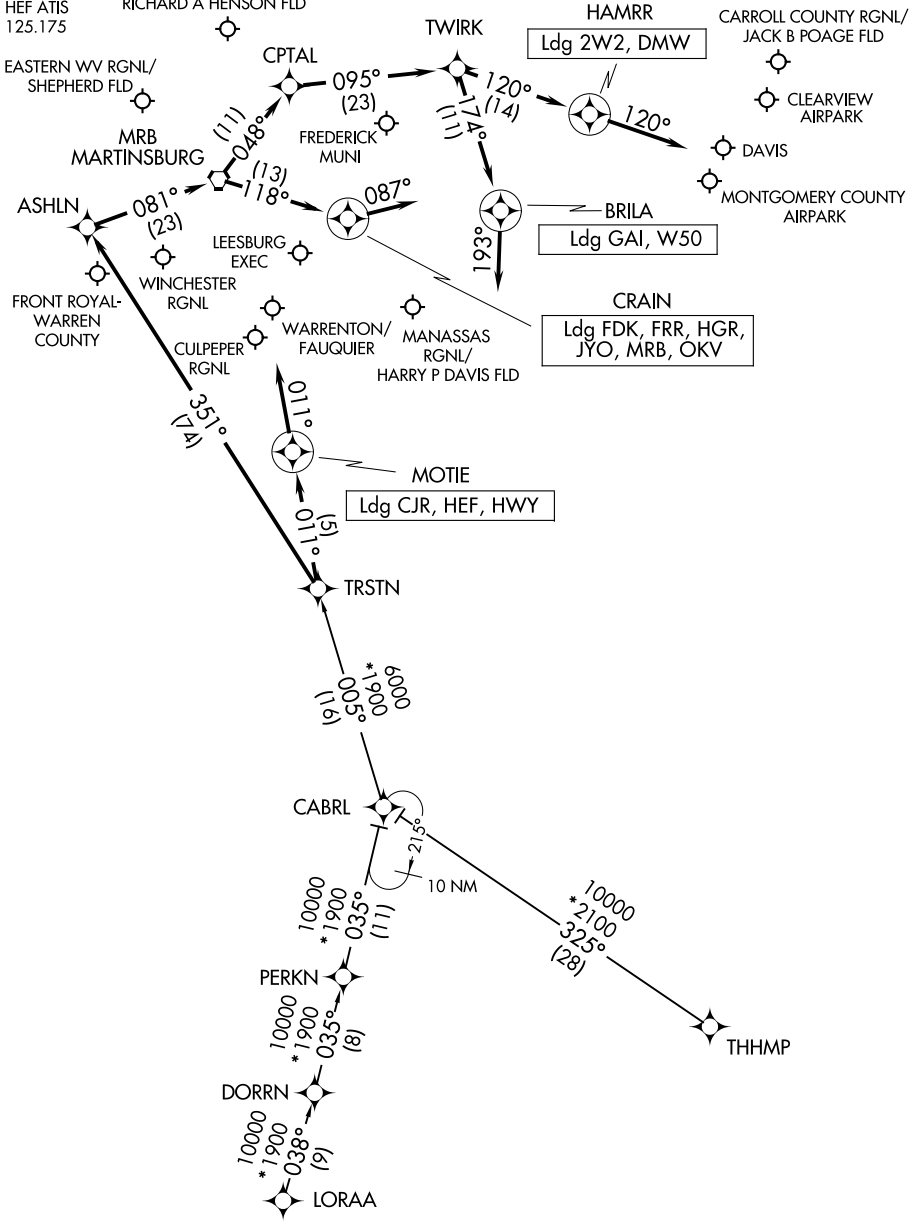 HEF ATIS
125.175
RICHARD A HENSON FLD
HAMRR
Ldg 2W2, DMW
CARROLL COUNTY RGNL/
JACK B POAGE FLD
TWIRK
CPTAL
EASTERN WV RGNL/
SHEPHERD FLD
095°
(23)
120°
(14)
174°
(11)
120°
CLEARVIEW
AIRPARK
(11)
048°
FREDERICK
MUNI
MRB
MARTINSBURG
DAVIS
(13)
118°
087°
MONTGOMERY COUNTY
AIRPARK
ASHLN
081°
(23)
BRILA
Ldg GAI, W50
193°
LEESBURG
EXEC
WINCHESTER
RGNL
FRONT ROYAL-
WARREN
COUNTY
CRAIN
Ldg FDK, FRR, HGR,
JYO, MRB, OKV
WARRENTON/
FAUQUIER
MANASSAS
RGNL/
HARRY P DAVIS FLD
CULPEPER
RGNL
351°
(74)
011°
MOTIE
Ldg CJR, HEF, HWY
(5)
011°
TRSTN
6000
*1900
005°
(16)
CABRL
215°
10 NM
10000
*1900
035°
(11)
10000
*2100
325°
(28)
PERKN
THHMP
10000
*1900
035°
(8)
DORRN
10000
*1900
038°
(9)
LORAA